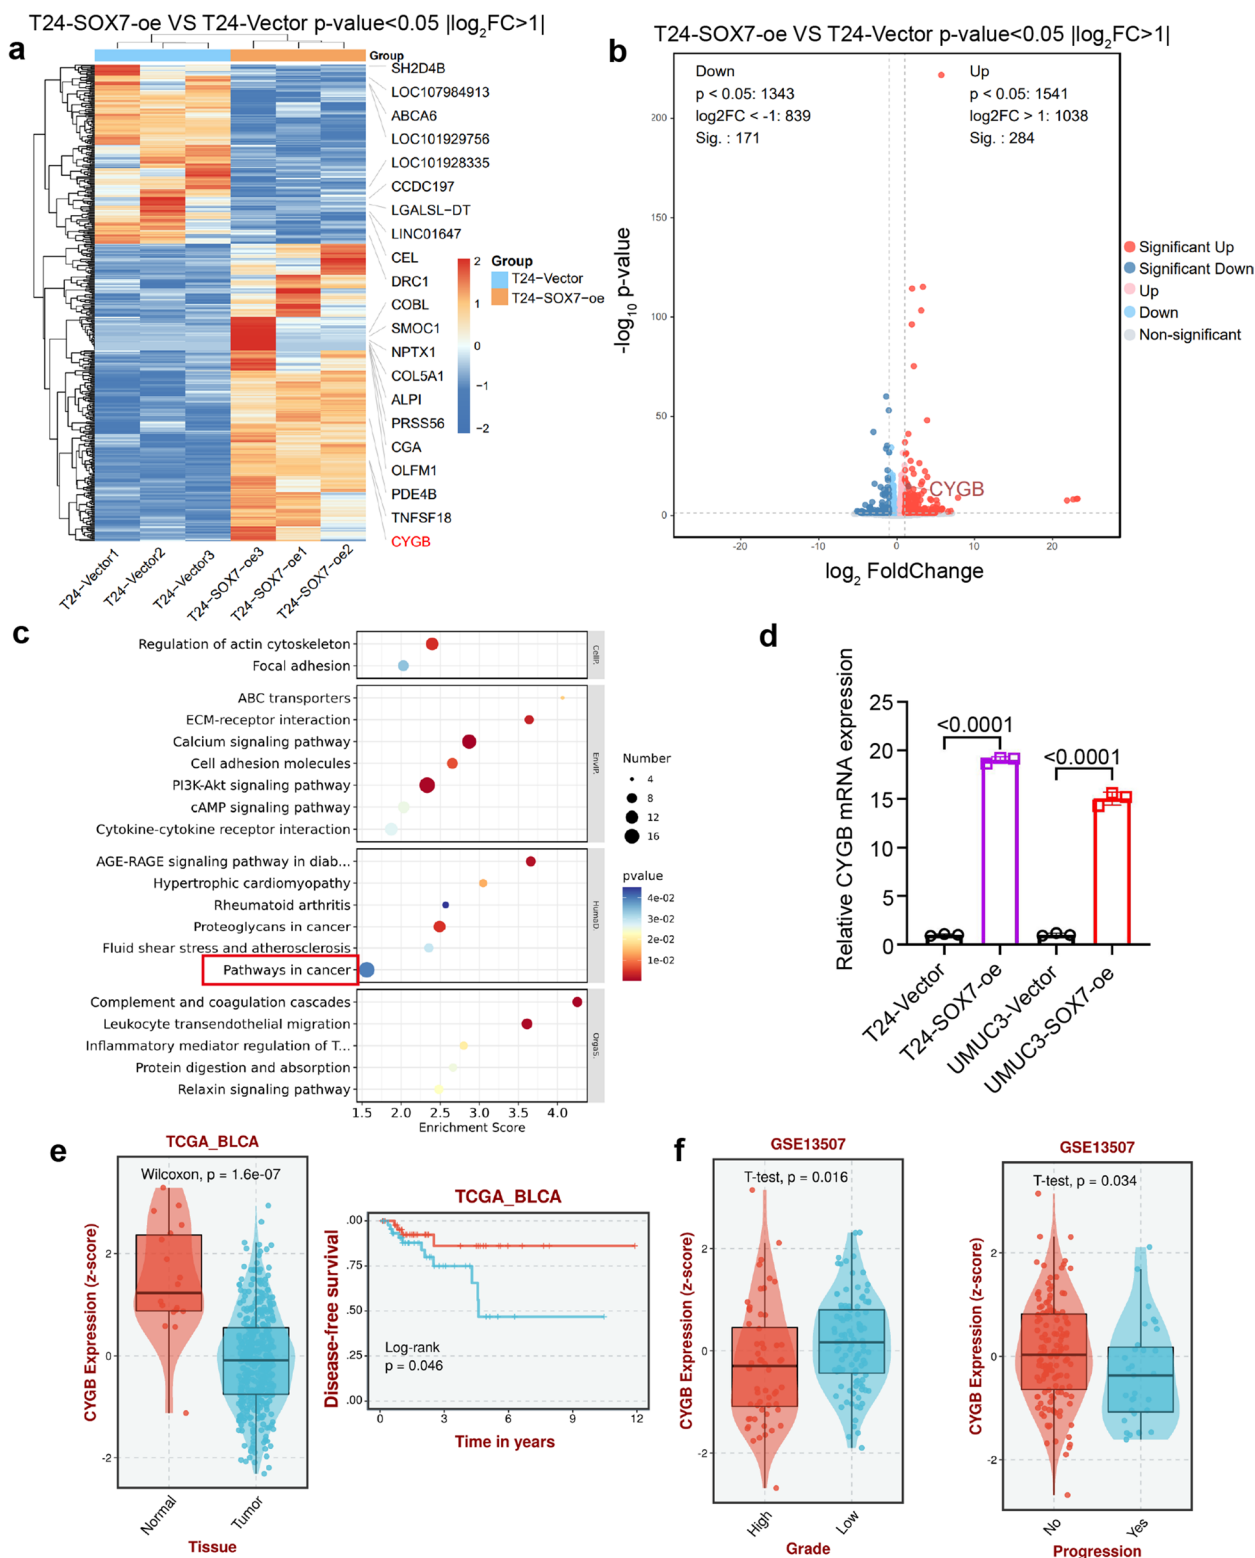 T24-SOX7-oe VS T24-Vector p-value<0.05 |log2FC>1|
a
Group
SH2D4B
LOC107984913
ABCA6
LOC101929756
LOC101928335
CCDC197
LGALSL−DT
LINC01647
CEL
DRC1
COBL
SMOC1
NPTX1
COL5A1
ALPI
PRSS56
CGA
OLFM1
PDE4B
TNFSF18
CYGB
2
1
0
−1
−2
Group
T24−Vector
T24−SOX7−oe
T24−Vector1
T24−Vector2
T24−Vector3
T24−SOX7−oe3
T24−SOX7−oe1
T24−SOX7−oe2
b
T24-SOX7-oe VS T24-Vector p-value<0.05 |log2FC>1|
Down
p < 0.05: 1343
log2FC < -1: 839
Sig. : 171
Up
p < 0.05: 1541
log2FC > 1: 1038
Sig. : 284
-log10 p-value
200
150
100
50
0
CYGB
-20
-10
0
10
20
log2 FoldChange
Significant Up
Significant Down
Up
Down
Non-significant
c
Regulation of actin cytoskeleton
Focal adhesion
CellP.
ABC transporters
ECM-receptor interaction
Calcium signaling pathway
Cell adhesion molecules
PI3K-Akt signaling pathway
cAMP signaling pathway
Cytokine-cytokine receptor interaction
EnvIP.
AGE-RAGE signaling pathway in diab...
Hypertrophic cardiomyopathy
Rheumatoid arthritis
Proteoglycans in cancer
Fluid shear stress and atherosclerosis
Pathways in cancer
HumaD.
Complement and coagulation cascades
Leukocyte transendothelial migration
Inflammatory mediator regulation of T...
Protein digestion and absorption
Relaxin signaling pathway
OrgaS.
1.5
2.0
2.5
3.0
3.5
4.0
Enrichment Score
Number
4
8
12
16
pvalue
4e-02
3e-02
2e-02
1e-02
d
Relative CYGB mRNA expression
25
20
15
10
5
0
<0.0001
<0.0001
T24-Vector
T24-SOX7-oe
UMUC3-Vector
UMUC3-SOX7-oe
e
TCGA_BLCA
Wilcoxon, p = 1.6e-07
CYGB Expression (z-score)
2
0
-2
Normal
Tumor
Tissue
TCGA_BLCA
Disease-free survival
.00
.75
.50
.25
.00
Log-rank
p = 0.046
0
3
6
9
12
Time in years
f
GSE13507
T-test, p = 0.016
CYGB Expression (z-score)
2
0
-2
High
Low
Grade
GSE13507
T-test, p = 0.034
CYGB Expression (z-score)
2
0
-2
No
Yes
Progression